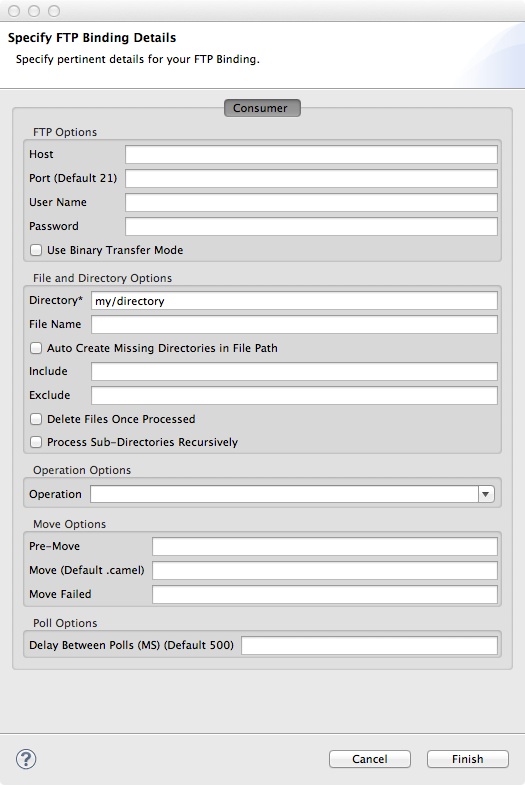 Specify FTP Binding Details
Specify pertinent details for your FTP Binding.
Consumer
FTP Options
Host
Port (Default 21)
User Name
Password
Use Binary Transfer Mode
File and Directory Options
Directory* my/directory
File Name
Auto Create Missing Directories in File Path
Include
Exclude
Delete Files Once Processed
Process Sub-Directories Recursively
Operation Options
Operation
Move Options
Pre-Move
Move (Default .camel)
Move Failed
Poll Options
Delay Between Polls (MS) (Default 500)
? Cancel Finish